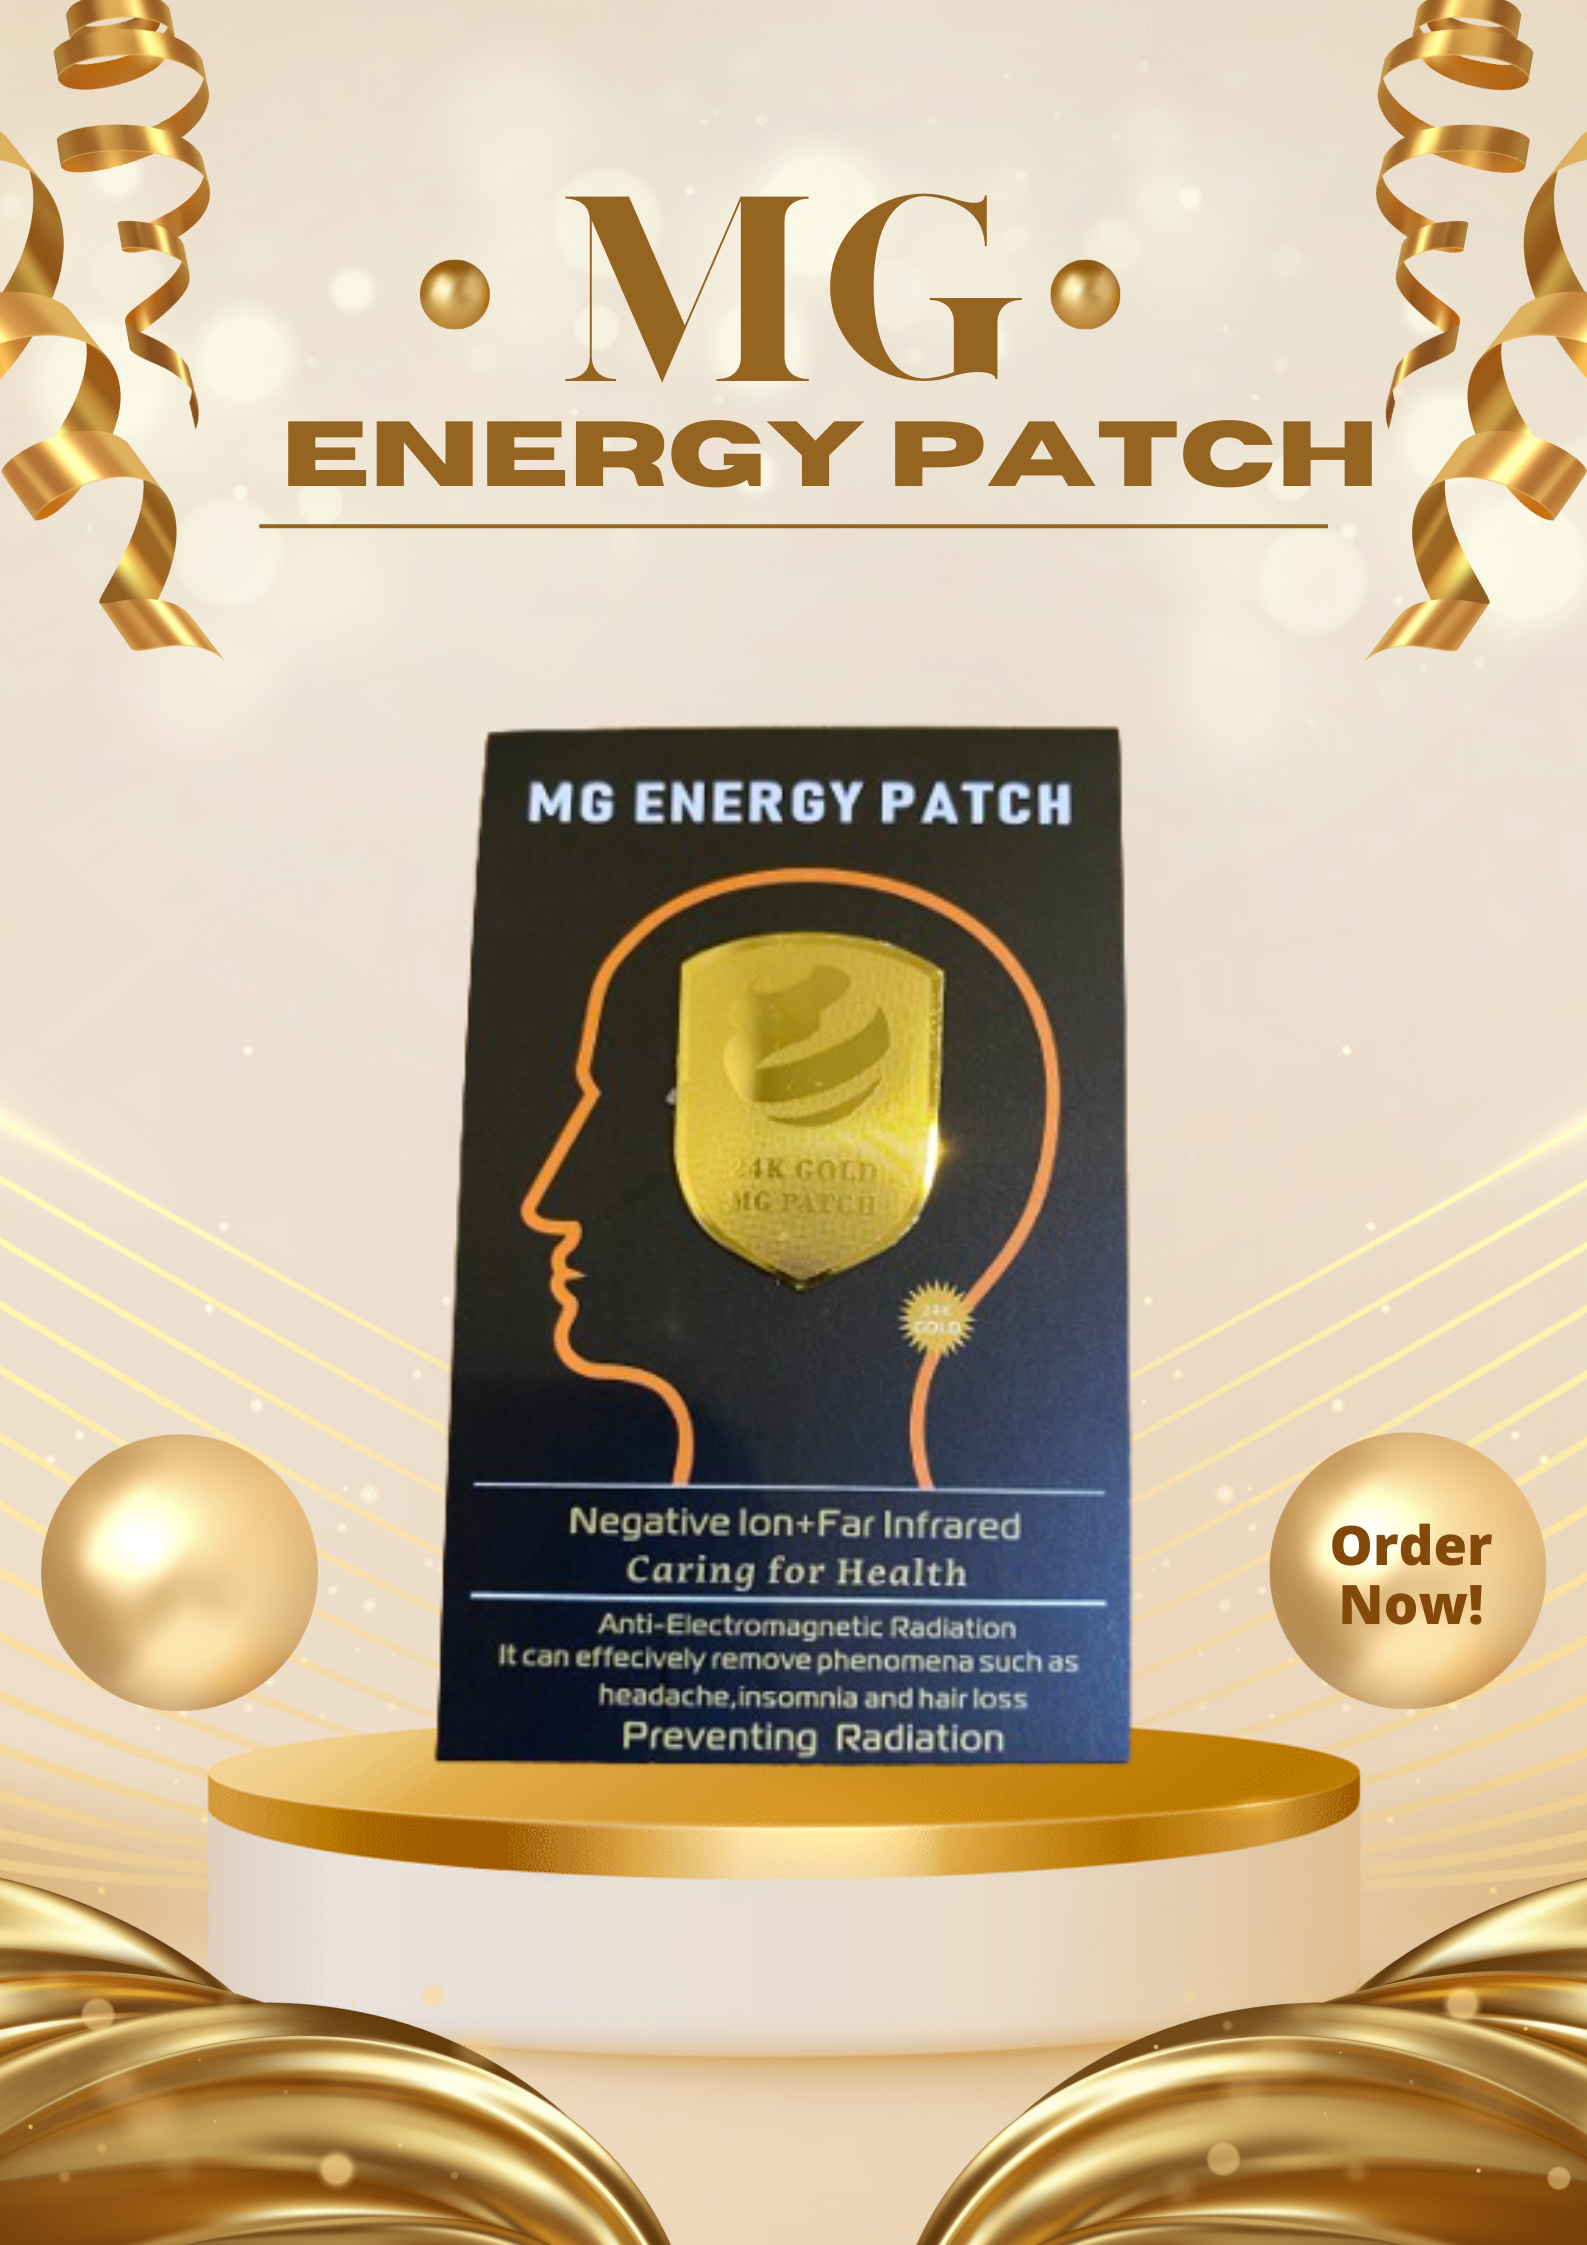 MG
ENERGY PATCH
MG ENERGY PATCH
24K GOLD
MG PATCH
24K
GOLD
Negative Ion+Far Infrared
Caring for Health
Anti-Electromagnetic Radiation
It can effecively remove phenomena such as
headache,insomnia and hair loss
Preventing Radiation
Order
Now!